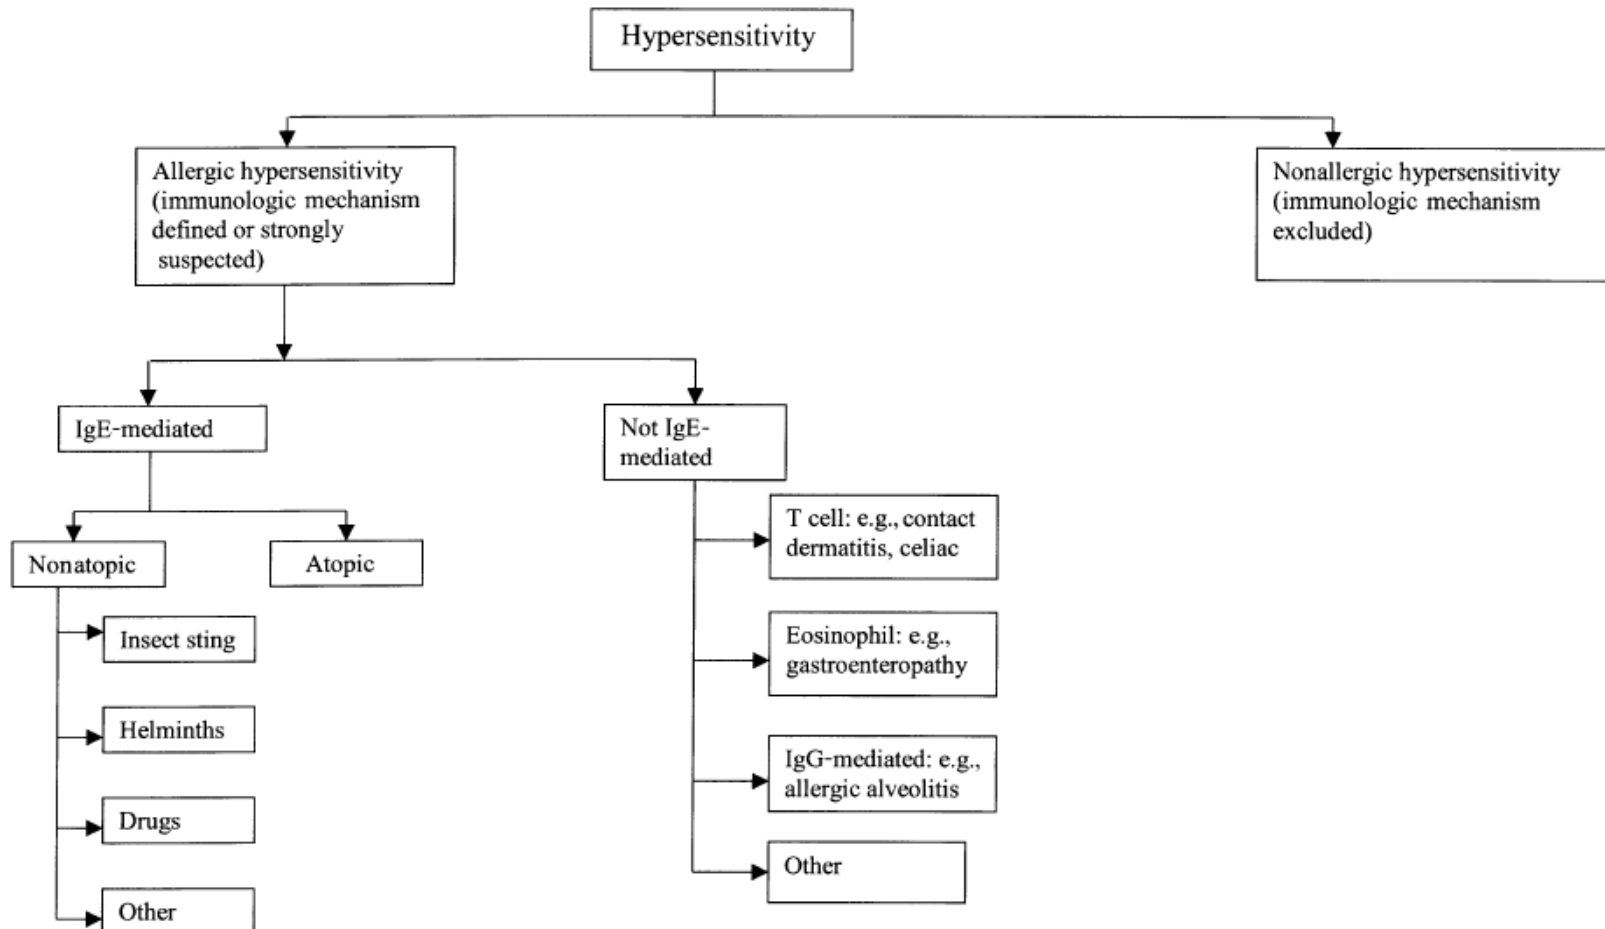 Hypersensitivity
Allergic hypersensitivity
(immunologic mechanism
defined or strongly
suspected)
Nonallergic hypersensitivity
(immunologic mechanism
excluded)
IgE-mediated
Not IgE-
mediated
Nonatopic
Atopic
Insect sting
Helminths
Drugs
Other
T cell: e.g., contact
dermatitis, celiac
Eosinophil: e.g.,
gastroenteropathy
IgG-mediated: e.g.,
allergic alveolitis
Other